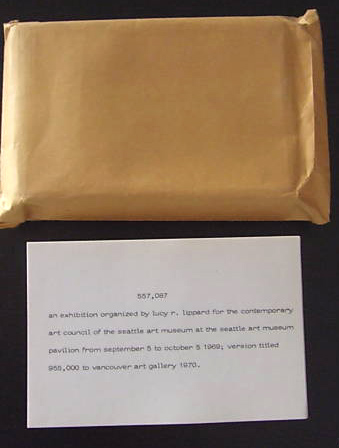 557,087
an exhibition organized by lucy r. lippard for the contemporary
art council of the seattle art museum at the seattle art museum
pavilion from september 5 to october 5 1969; version titled
955,000 to vancouver art gallery 1970.